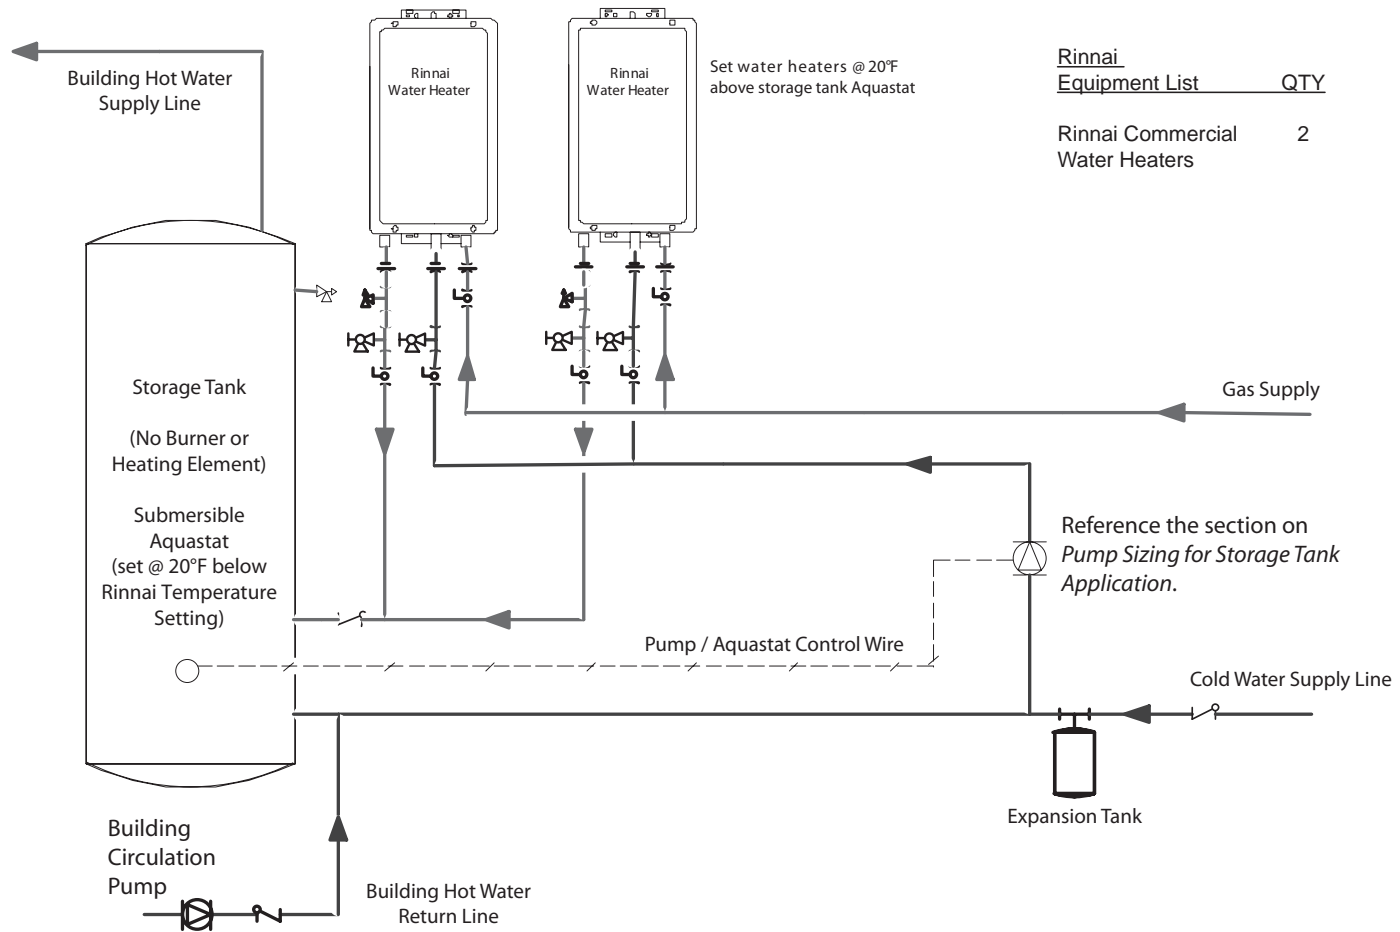 Building Hot Water
Supply Line
Rinnai
Water Heater
Rinnai
Water Heater
Set water heaters @ 20°F
above storage tank Aquastat
Rinnai
Equipment List QTY
Rinnai Commercial 2
Water Heaters
Storage Tank
(No Burner or
Heating Element)
Submersible
Aquastat
(set @ 20°F below
Rinnai Temperature
Setting)
Gas Supply
Reference the section on
Pump Sizing for Storage Tank
Application.
Pump / Aquastat Control Wire
Cold Water Supply Line
Expansion Tank
Building
Circulation
Pump
Building Hot Water
Return Line